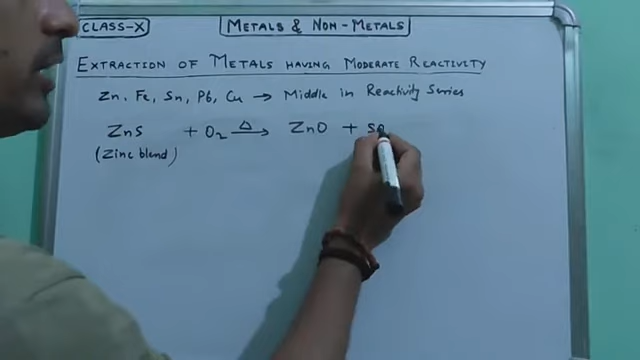 CLASS-X
METALS & NON-METALS
EXTRACTION OF METALS HAVING MODERATE REACTIVITY
Zn, Fe, Sn, Pb, Cu → Middle in Reactivity Series
ZnS + O₂ —Δ→ ZnO + SO
(Zinc blend)